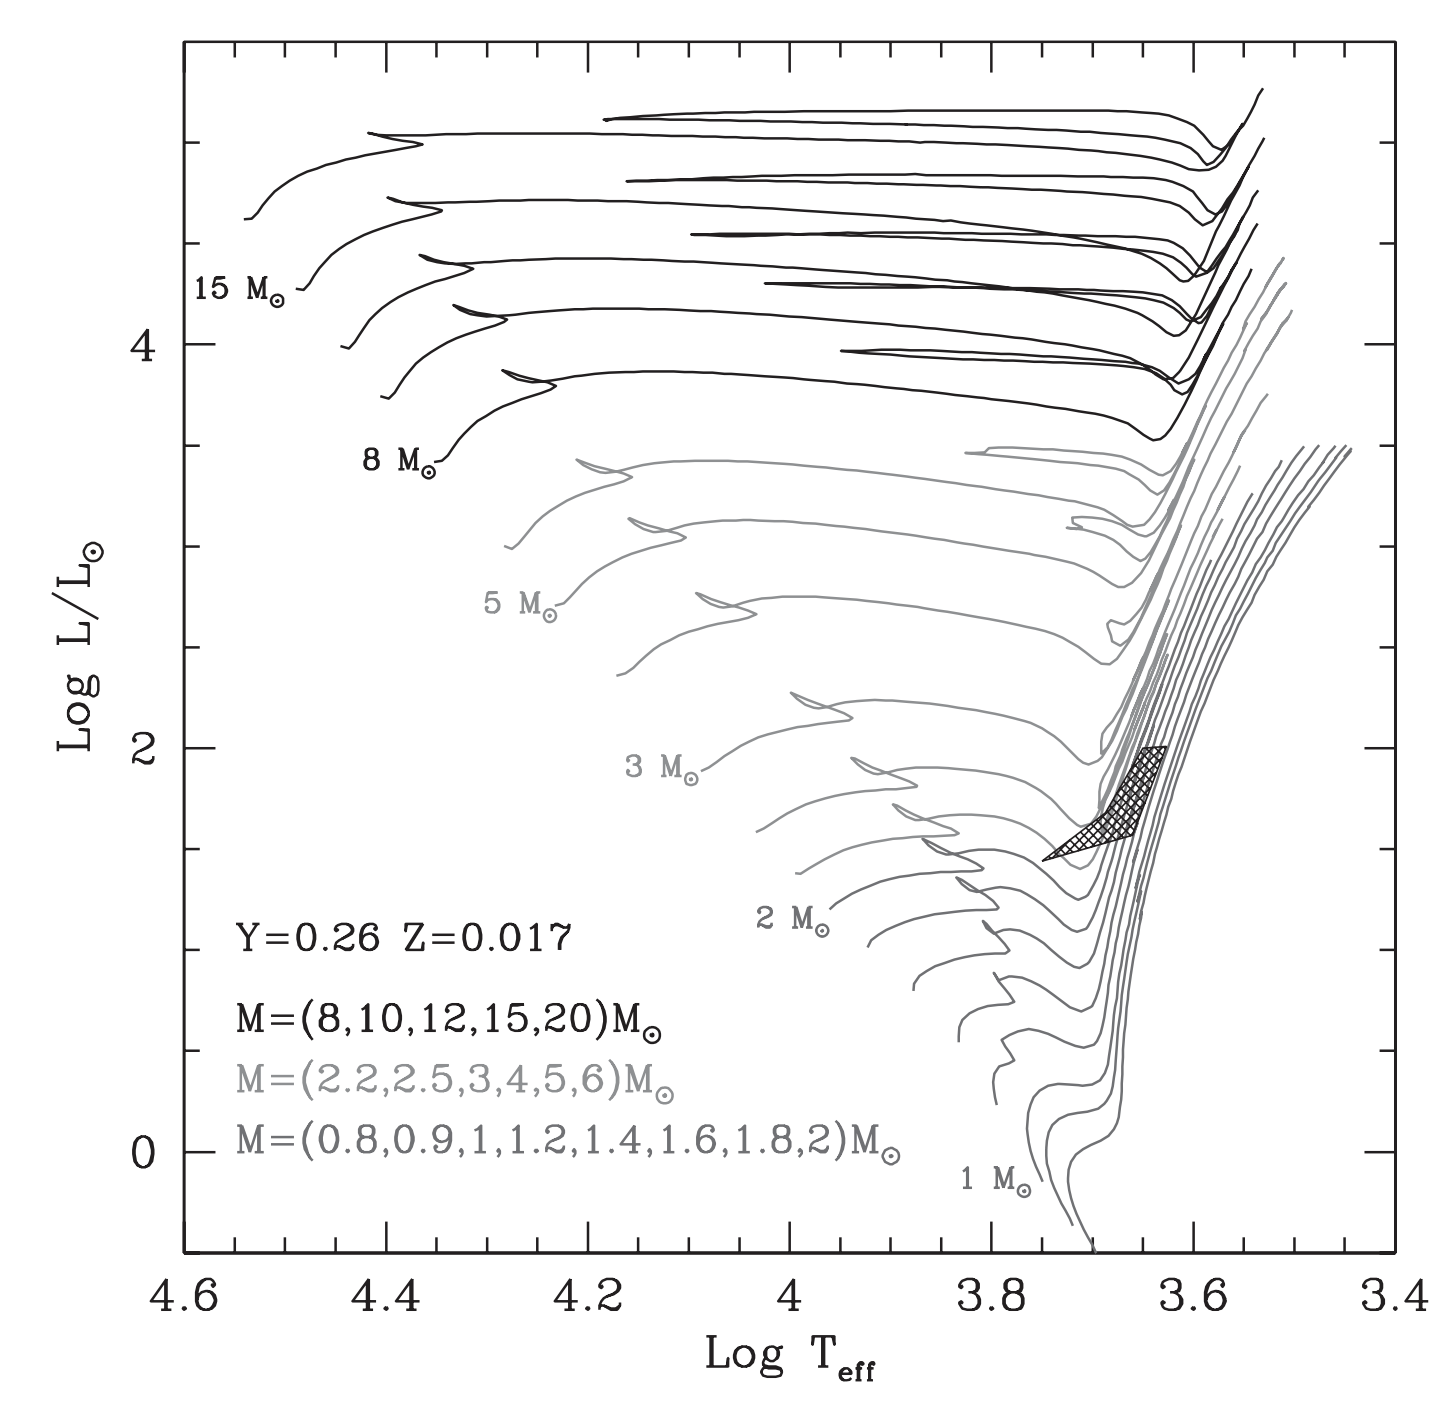 15 M⊙
4
8 M⊙
Log L/L⊙
5 M⊙
2
3 M⊙
2 M⊙
Y=0.26 Z=0.017
M=(8,10,12,15,20)M⊙
M=(2.2,2.5,3,4,5,6)M⊙
0
M=(0.8,0.9,1,1.2,1.4,1.6,1.8,2)M⊙
1 M⊙
4.6 4.4 4.2 4 3.8 3.6 3.4
Log Teff